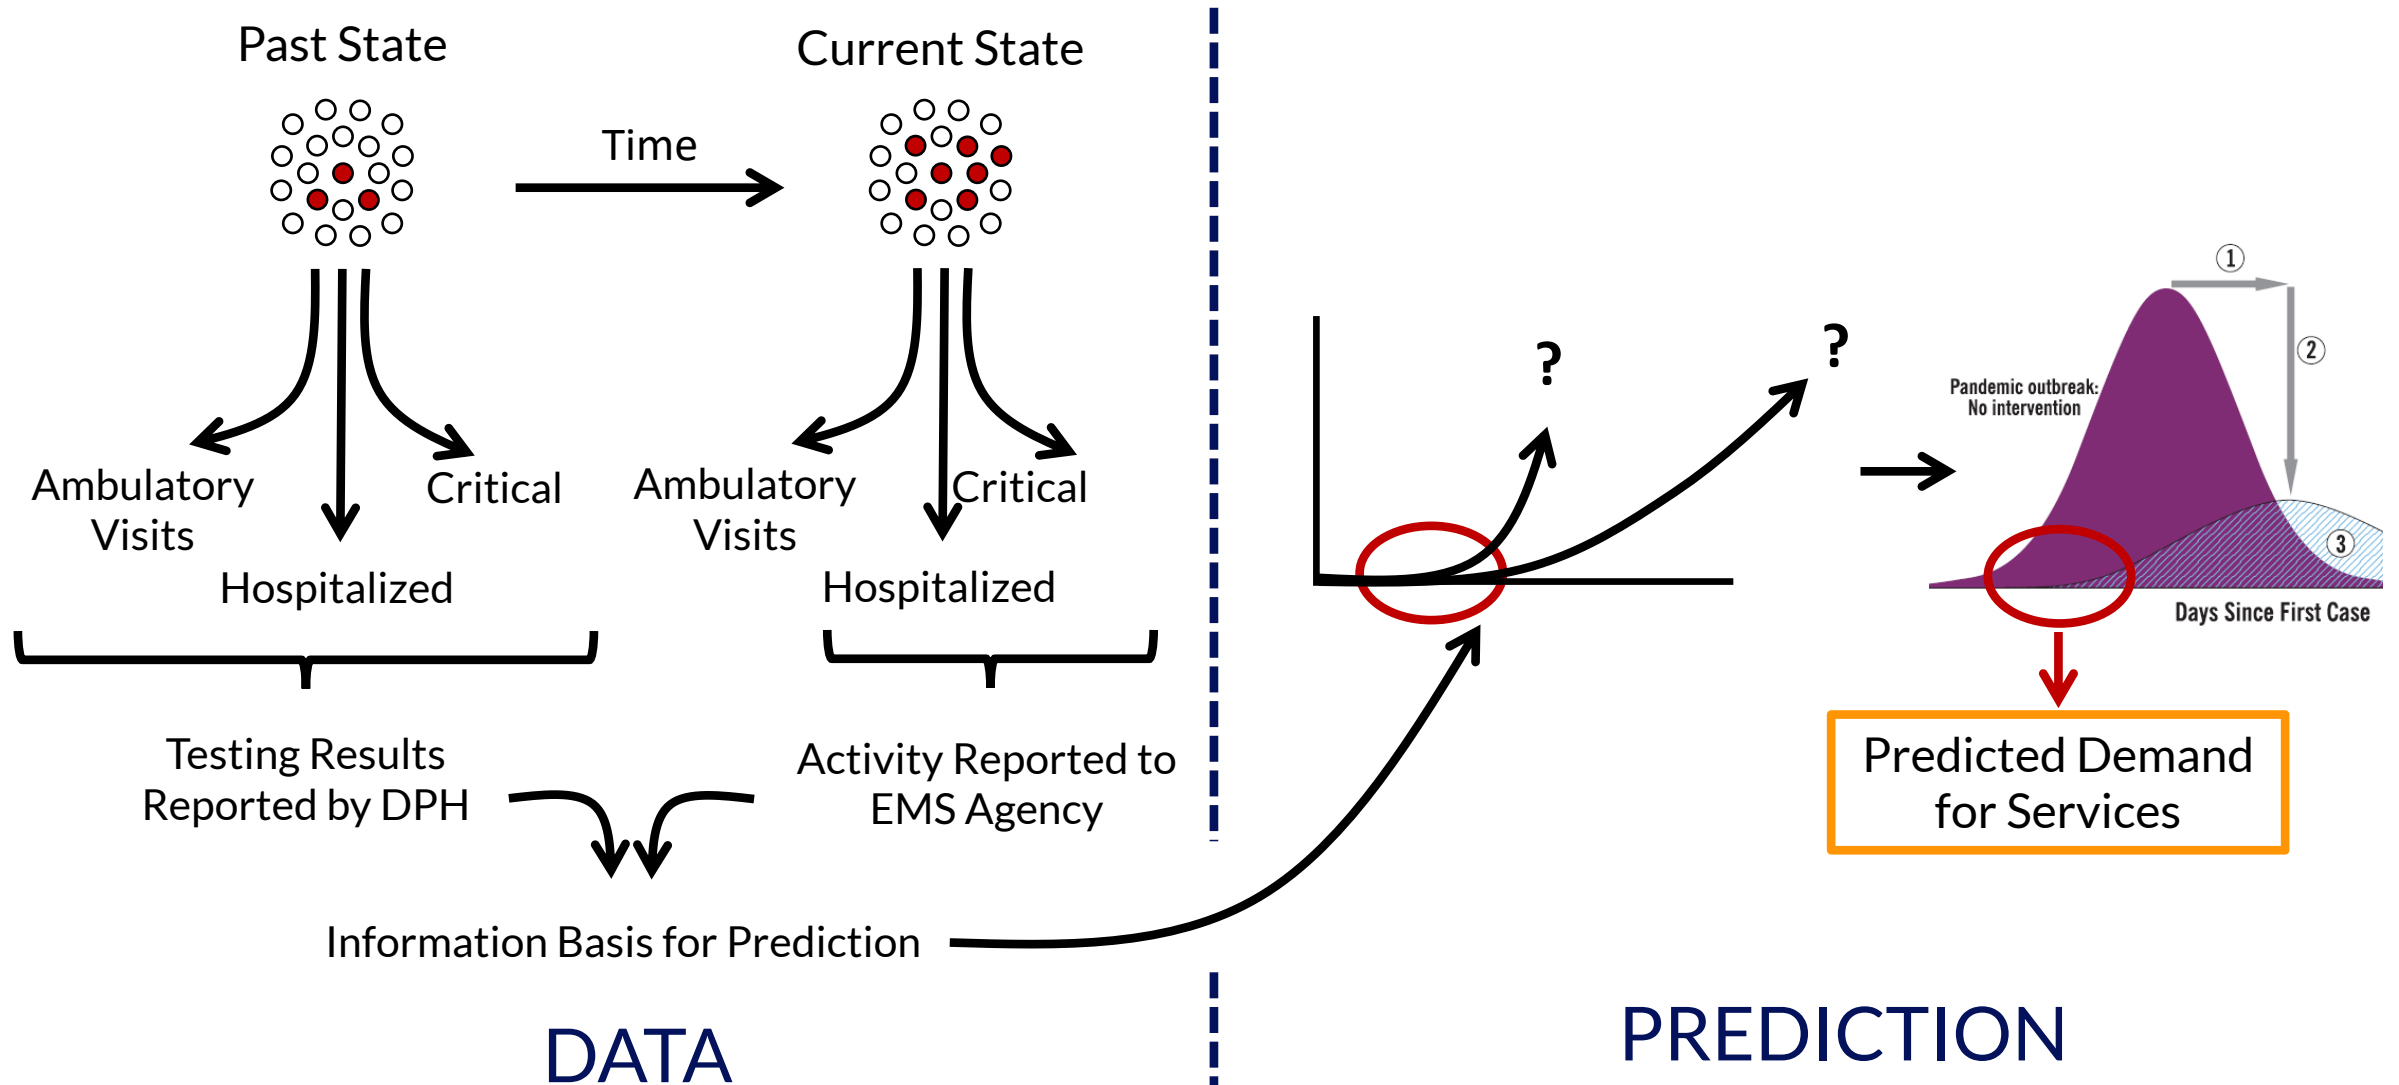 Past State
Current State
Time
Ambulatory
Visits
Critical
Hospitalized
Ambulatory
Visits
Critical
Hospitalized
Testing Results
Reported by DPH
Activity Reported to
EMS Agency
Information Basis for Prediction
DATA
?
?
1
2
Pandemic outbreak:
No intervention
3
Days Since First Case
Predicted Demand
for Services
PREDICTION